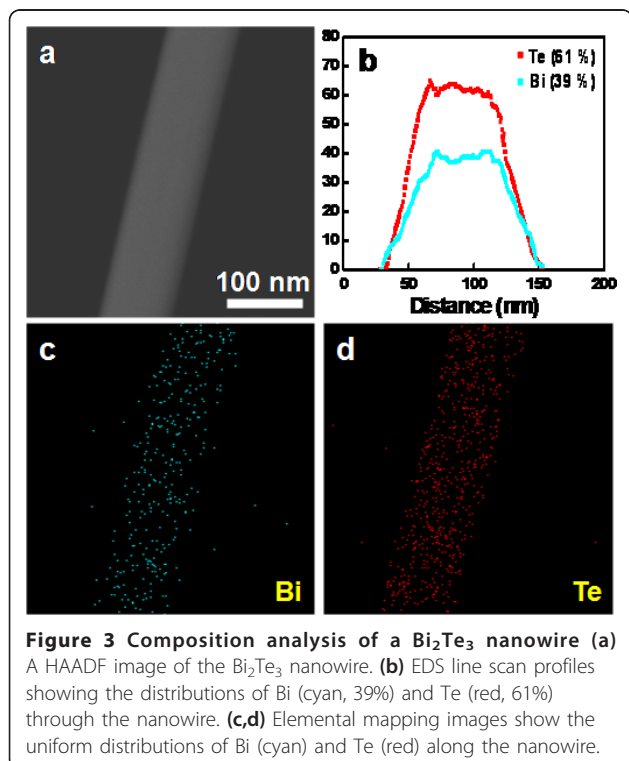 a
100 nm
b
Te (61 %)
Bi (39 %)
80
70
60
50
40
30
20
10
0
0 50 100 150 200
Distance (nm)
c
Bi
d
Te
Figure 3 Composition analysis of a Bi₂Te₃ nanowire (a)
A HAADF image of the Bi₂Te₃ nanowire. (b) EDS line scan profiles
showing the distributions of Bi (cyan, 39%) and Te (red, 61%)
through the nanowire. (c,d) Elemental mapping images show the
uniform distributions of Bi (cyan) and Te (red) along the nanowire.